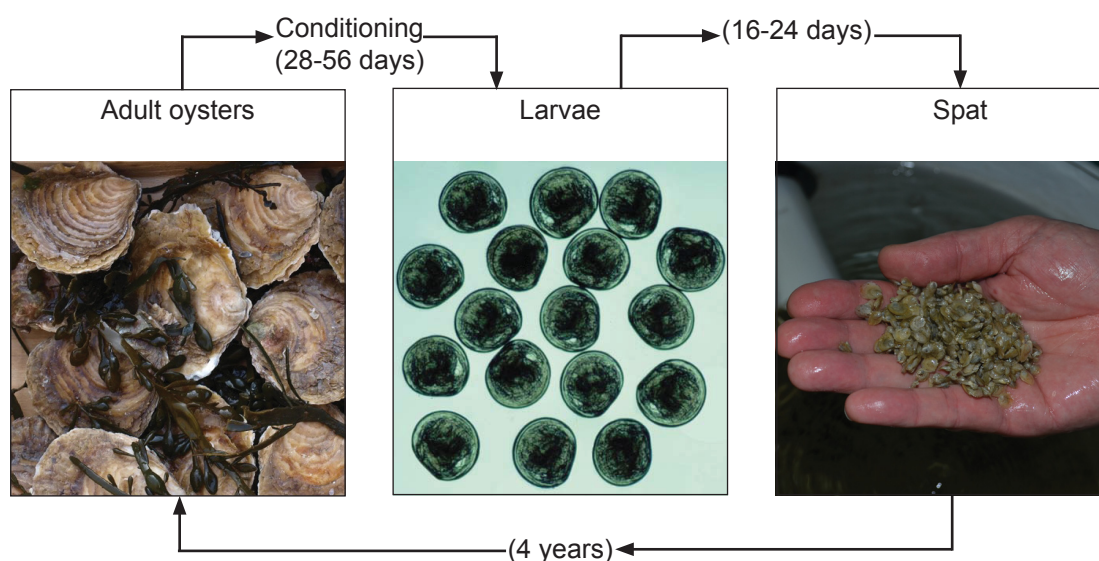 Conditioning
(28-56 days)
(16-24 days)
Adult oysters
Larvae
Spat
(4 years)